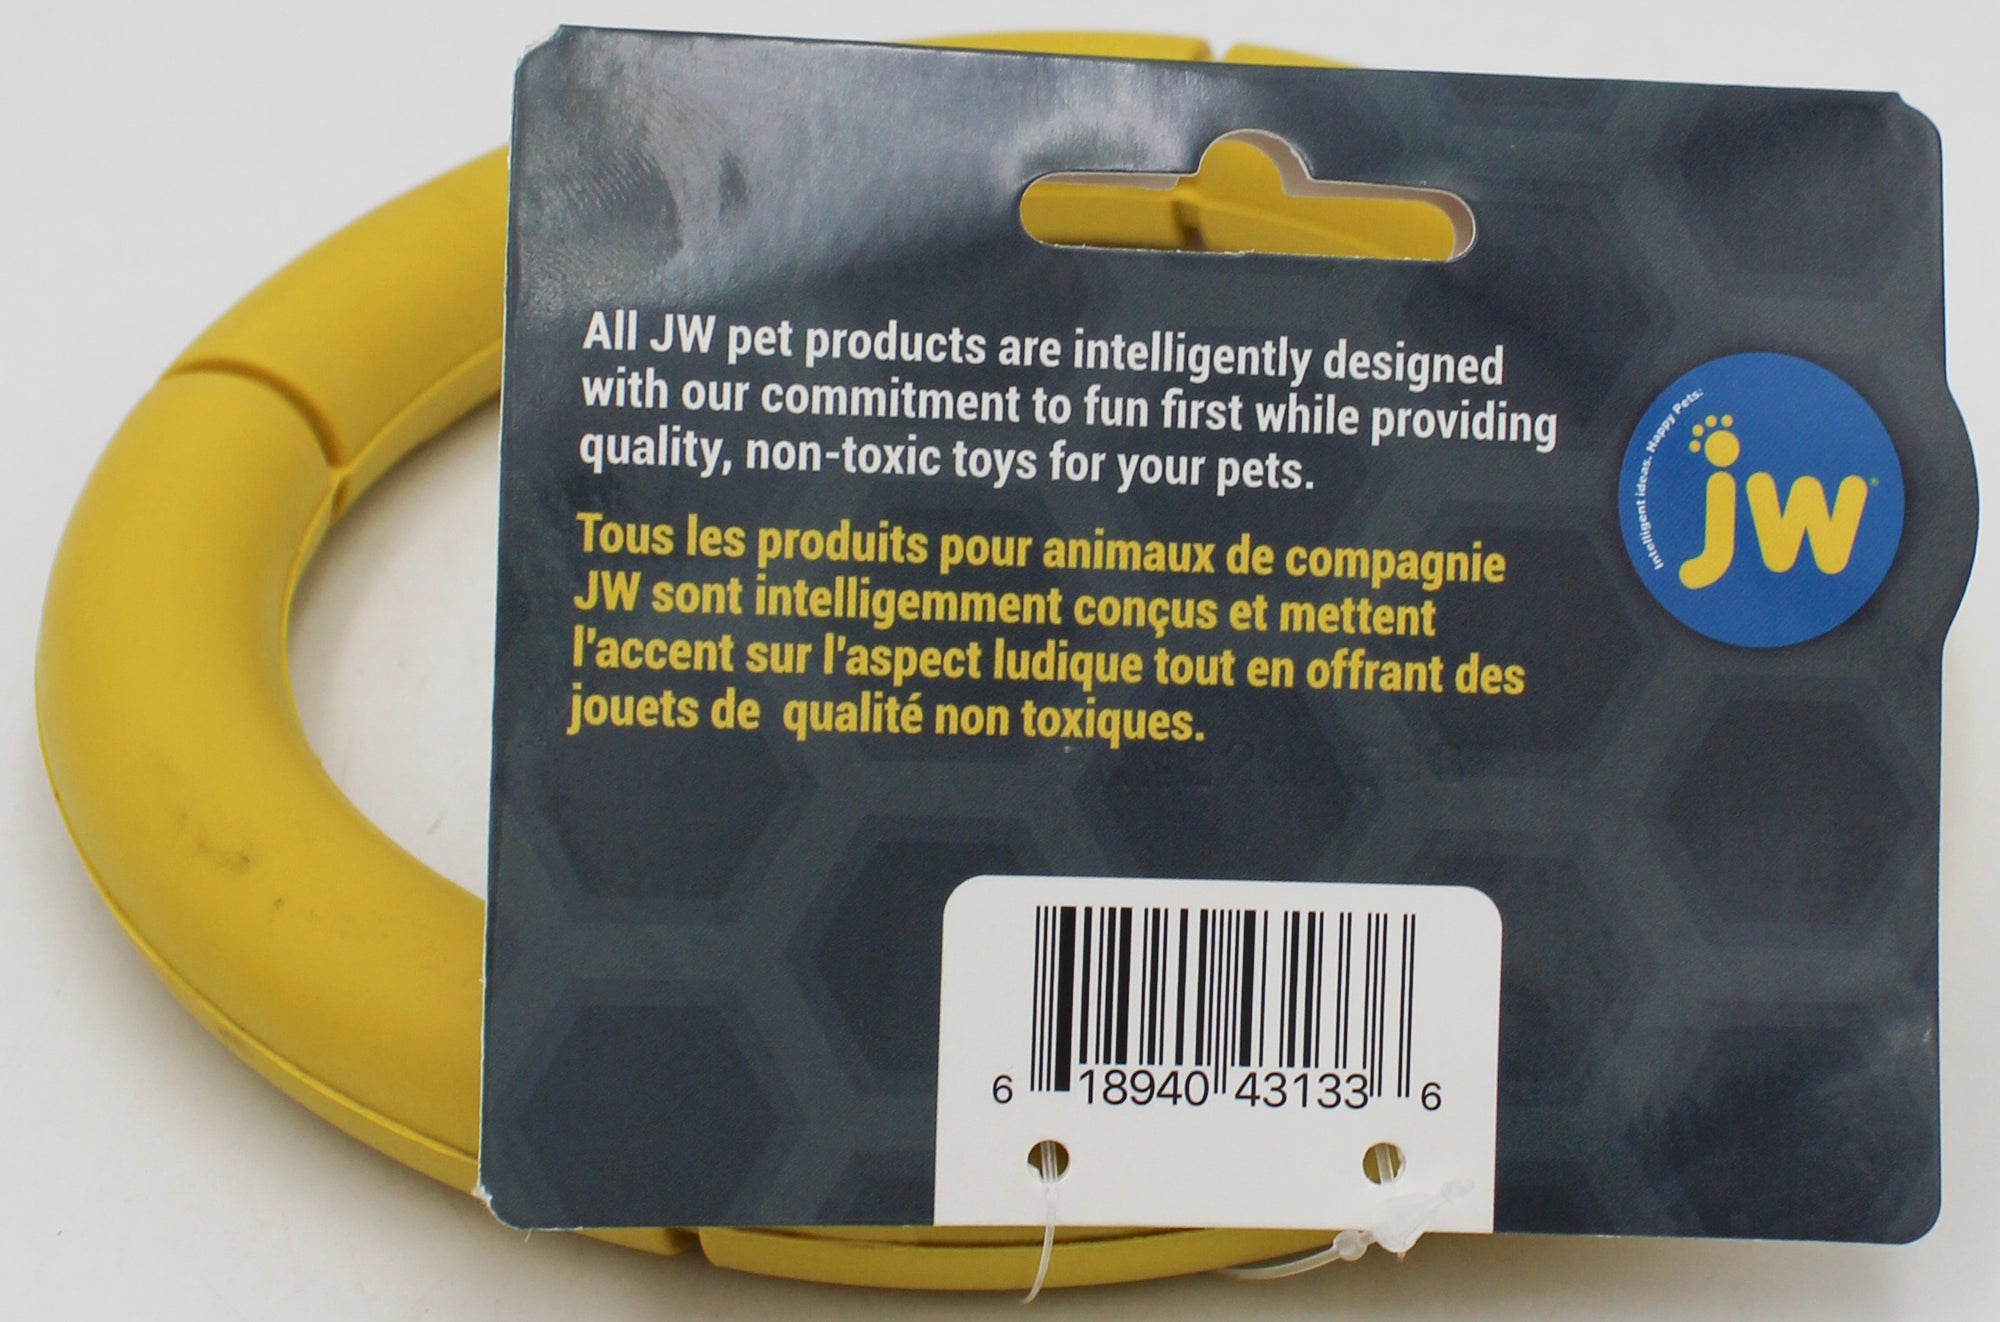 All JW pet products are intelligently designed
with our commitment to fun first while providing
quality, non-toxic toys for your pets.
Tous les produits pour animaux de compagnie
JW sont intelligemment conçus et mettent
l'accent sur l'aspect ludique tout en offrant des
jouets de qualité non toxiques.
Intelligent ideas. Happy Pets.
jw
6 18940 43133 6